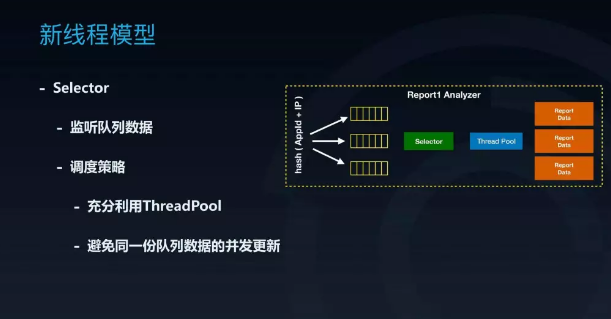 新线程模型
- Selector
- 监听队列数据
- 调度策略
- 充分利用ThreadPool
- 避免同一份队列数据的并发更新
Report1 Analyzer
hash ( AppId + IP )
Selector
Thread Pool
Report
Data
Report
Data
Report
Data